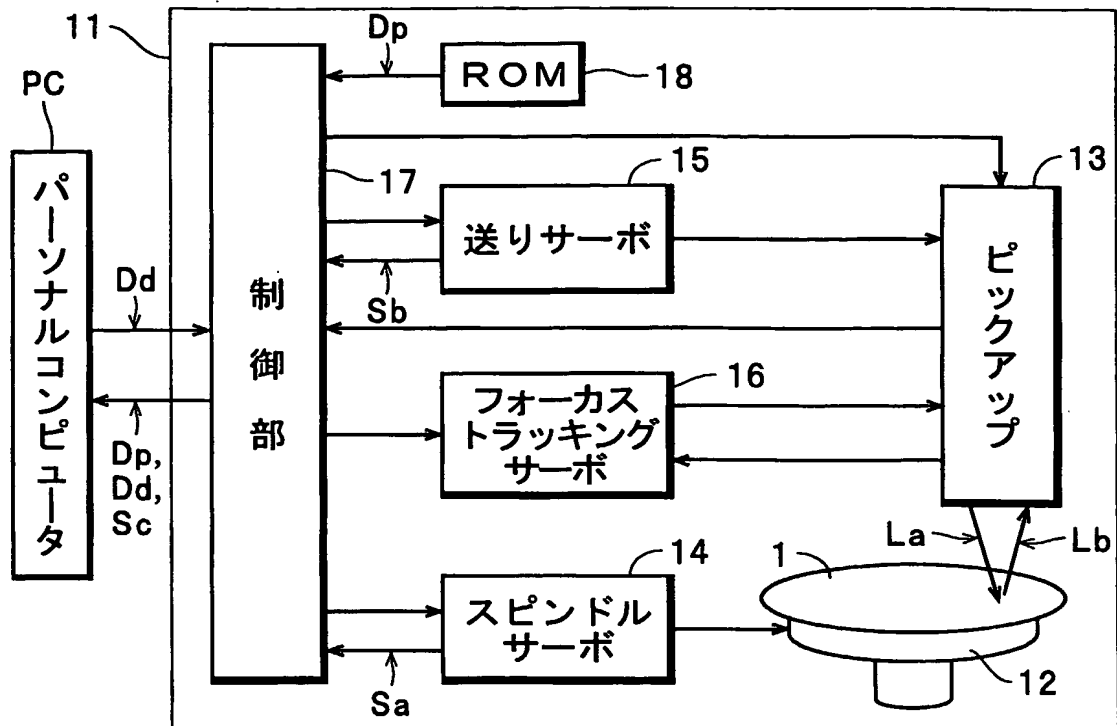 11
Dp
ROM
18
PC
パーソナルコンピュータ
制御部
17
15
送りサーボ
13
ピックアップ
Sb
Dd
Dp,
Dd,
Sc
16
フォーカス
トラッキング
サーボ
La
Lb
14
スピンドル
サーボ
1
12
Sa